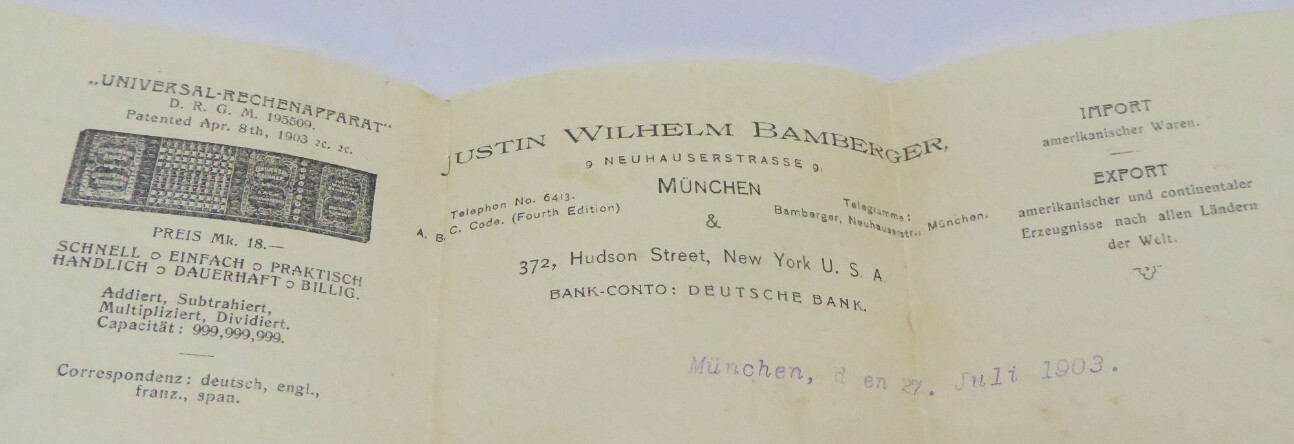 „UNIVERSAL-RECHENAPPARAT"
D. R. G. M. 195509.
Patented Apr. 8th, 1903 ꝛc. ꝛc.
PREIS Mk. 18.—
SCHNELL o EINFACH o PRAKTISCH
HANDLICH o DAUERHAFT o BILLIG.
Addiert, Subtrahiert,
Multipliziert, Dividiert.
Capacität: 999,999,999.
Correspondenz: deutsch, engl.,
franz., span.
JUSTIN WILHELM BAMBERGER,
9 NEUHAUSERSTRASSE 9.
MÜNCHEN
Telephon No. 6413.
A. B. C. Code. (Fourth Edition)
&
Telegramme:
Bamberger, Neuhauserstr., München.
372, Hudson Street, New York U. S. A.
BANK-CONTO: DEUTSCHE BANK.
IMPORT
amerikanischer Waren.
EXPORT
amerikanischer und continentaler
Erzeugnisse nach allen Ländern
der Welt.
München, d en 27. Juli 1903.